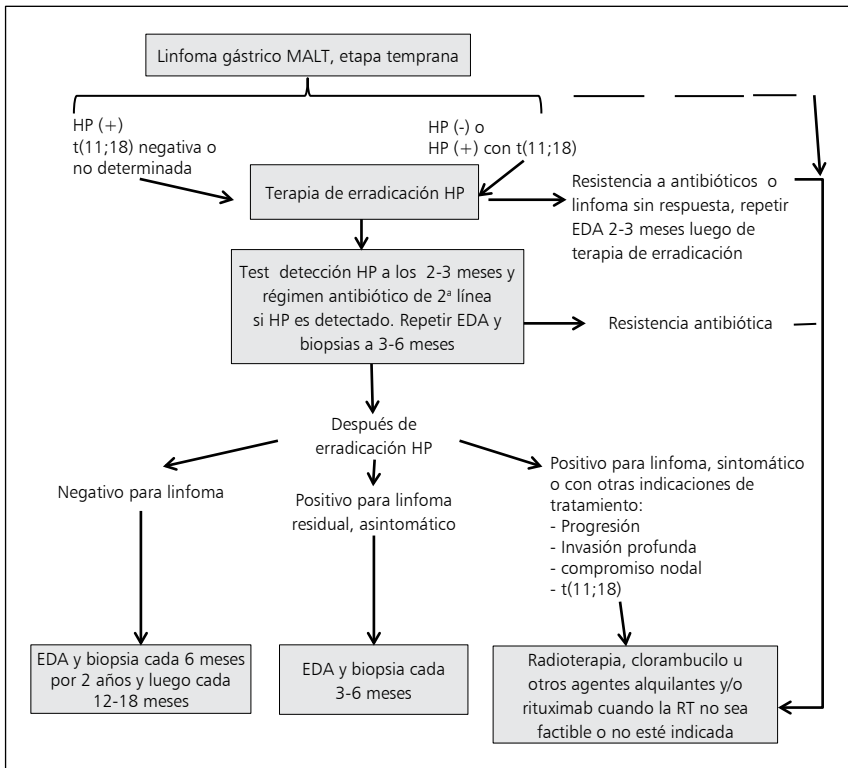 Linfoma gástrico MALT, etapa temprana
HP (+)
t(11;18) negativa o
no determinada
HP (-) o
HP (+) con t(11;18)
Terapia de erradicación HP
Resistencia a antibióticos o
linfoma sin respuesta, repetir
EDA 2-3 meses luego de
terapia de erradicación
Test detección HP a los 2-3 meses y
régimen antibiótico de 2ª línea
si HP es detectado. Repetir EDA y
biopsias a 3-6 meses
Resistencia antibiótica
Después de
erradicación HP
Negativo para linfoma
Positivo para linfoma
residual, asintomático
Positivo para linfoma, sintomático
o con otras indicaciones de
tratamiento:
- Progresión
- Invasión profunda
- compromiso nodal
- t(11;18)
EDA y biopsia cada 6 meses
por 2 años y luego cada
12-18 meses
EDA y biopsia cada
3-6 meses
Radioterapia, clorambucilo u
otros agentes alquilantes y/o
rituximab cuando la RT no sea
factible o no esté indicada